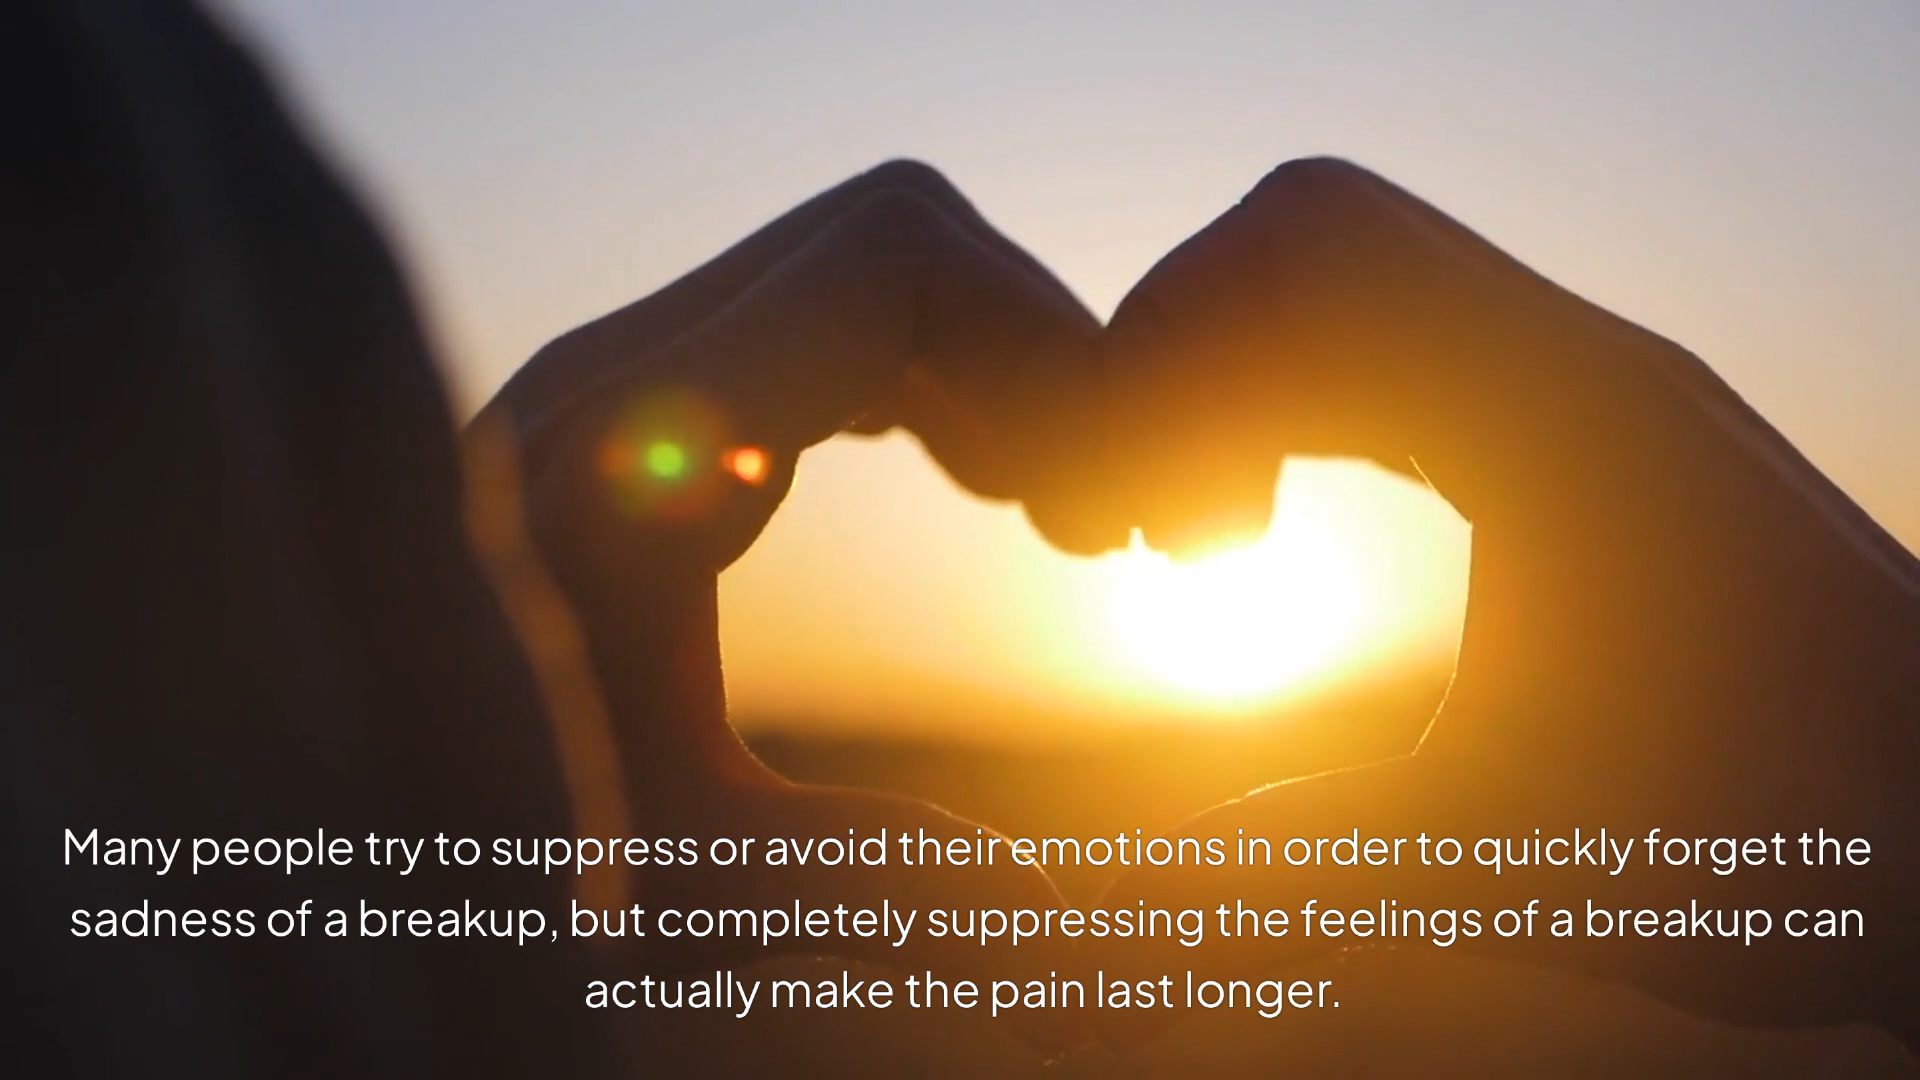 Many people try to suppress or avoid their emotions in order to quickly forget the
sadness of a breakup, but completely suppressing the feelings of a breakup can
actually make the pain last longer.